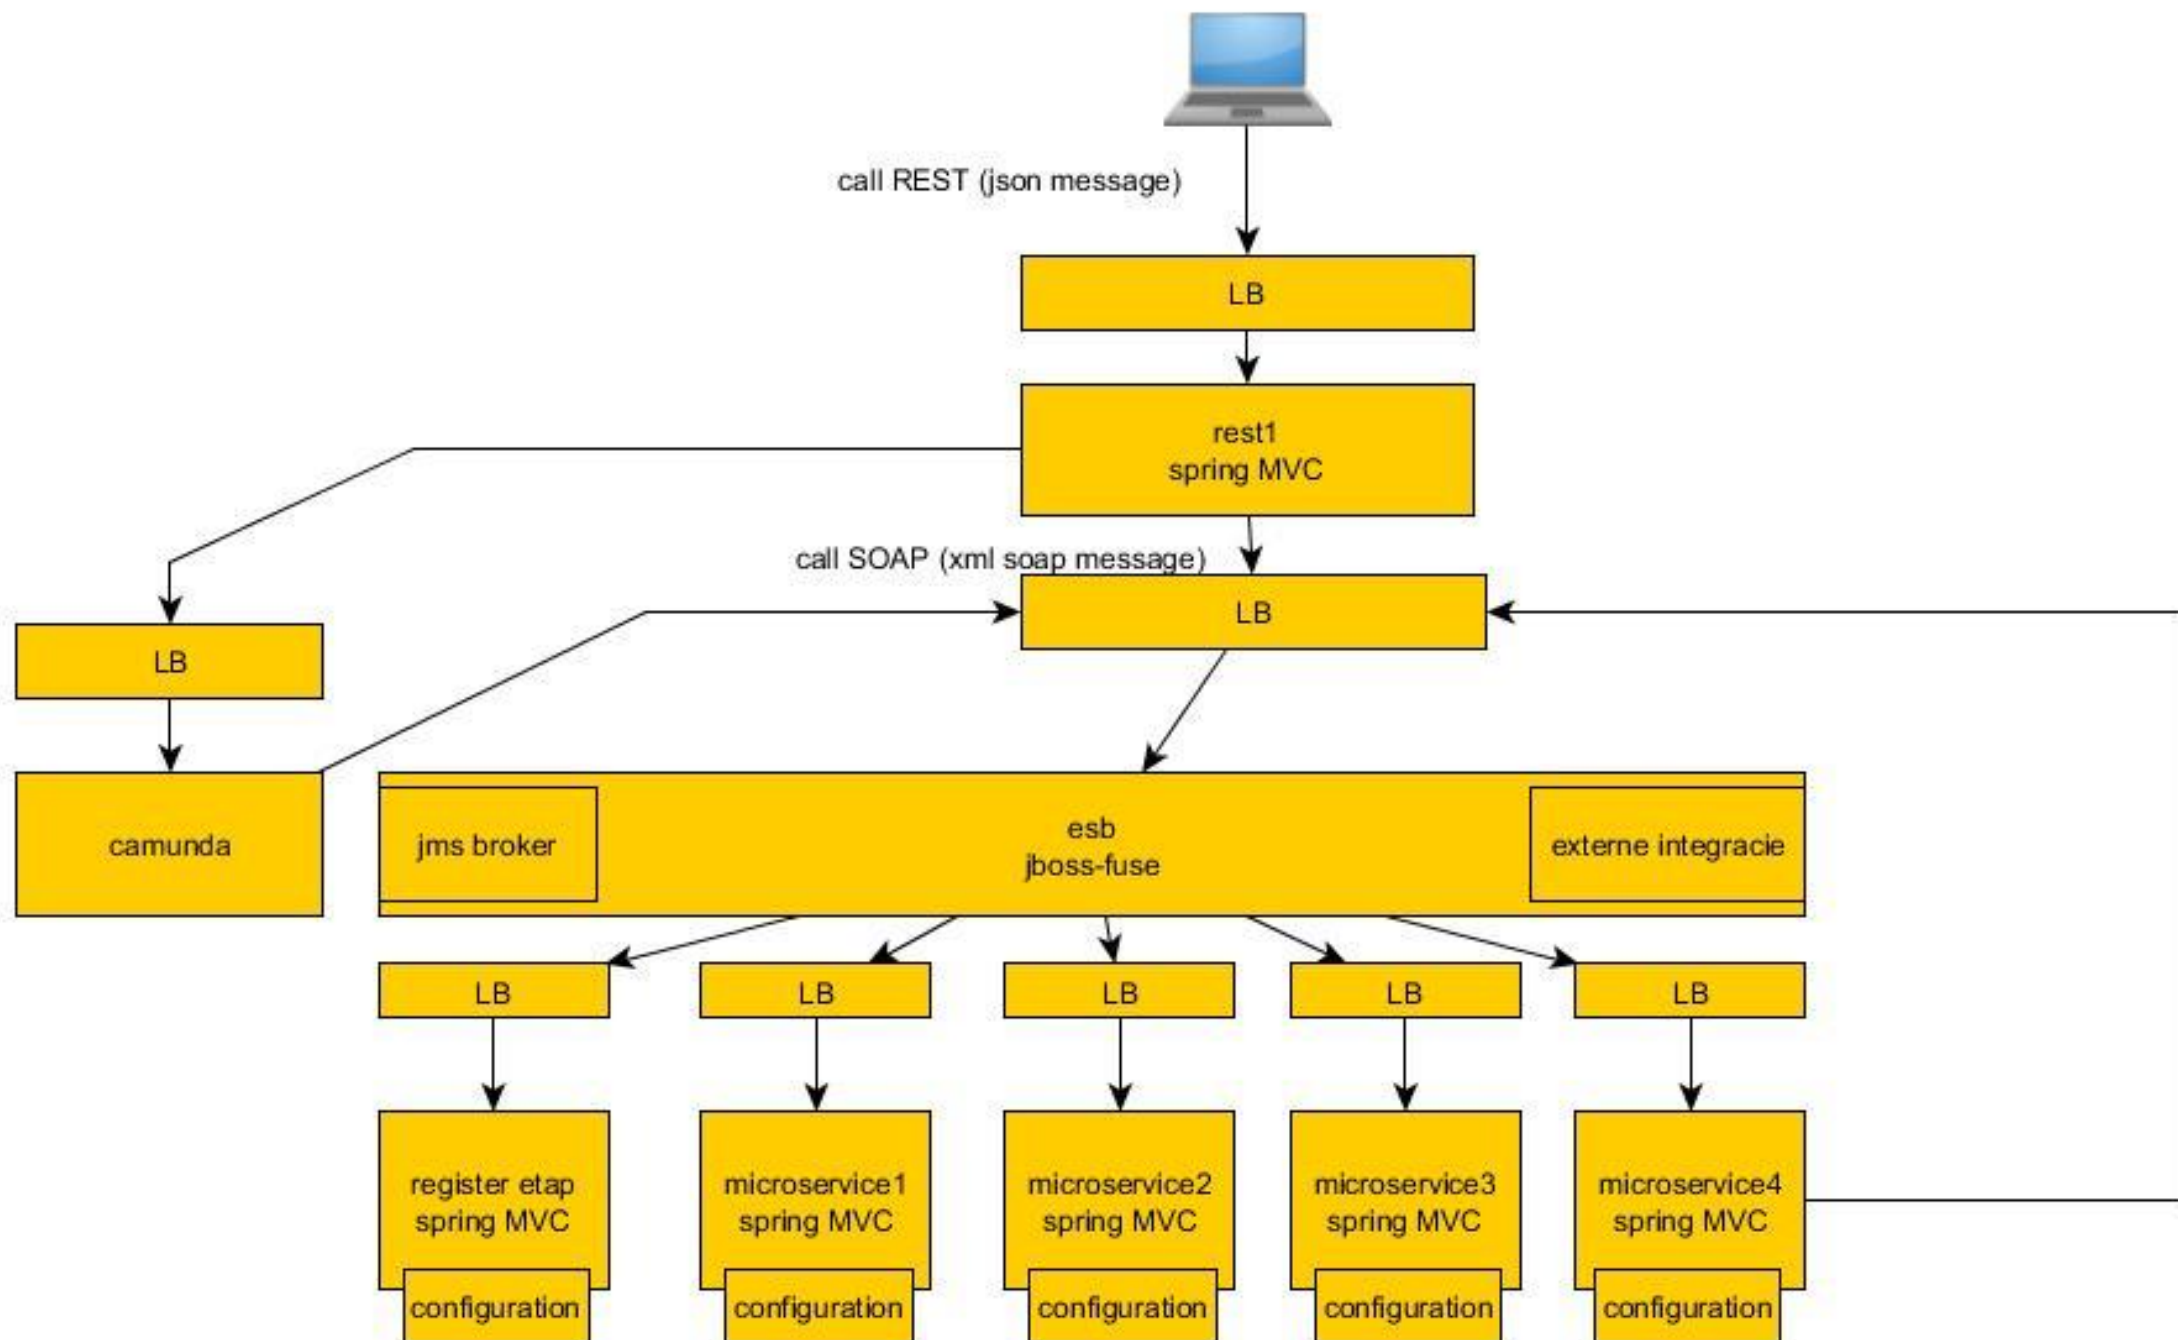 call REST (json message)
LB
rest1
spring MVC
call SOAP (xml soap message)
LB
LB
camunda
jms broker
esb
jboss-fuse
externe integracie
LB
LB
LB
LB
LB
register etap
spring MVC
microservice1
spring MVC
microservice2
spring MVC
microservice3
spring MVC
microservice4
spring MVC
configuration
configuration
configuration
configuration
configuration